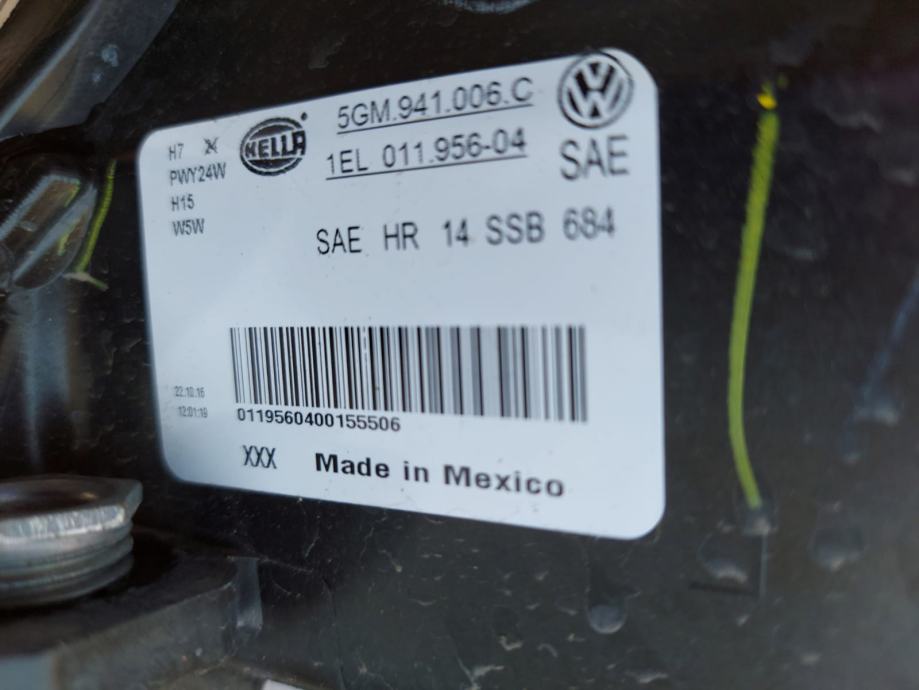 H7
PWY24W
H15
W5W
HELLA
5GM.941.006.C
1EL 011.956-04
SAE
SAE HR 14 SSB 684
22.10.16
12:01:19
0119560400155506
XXX Made in Mexico